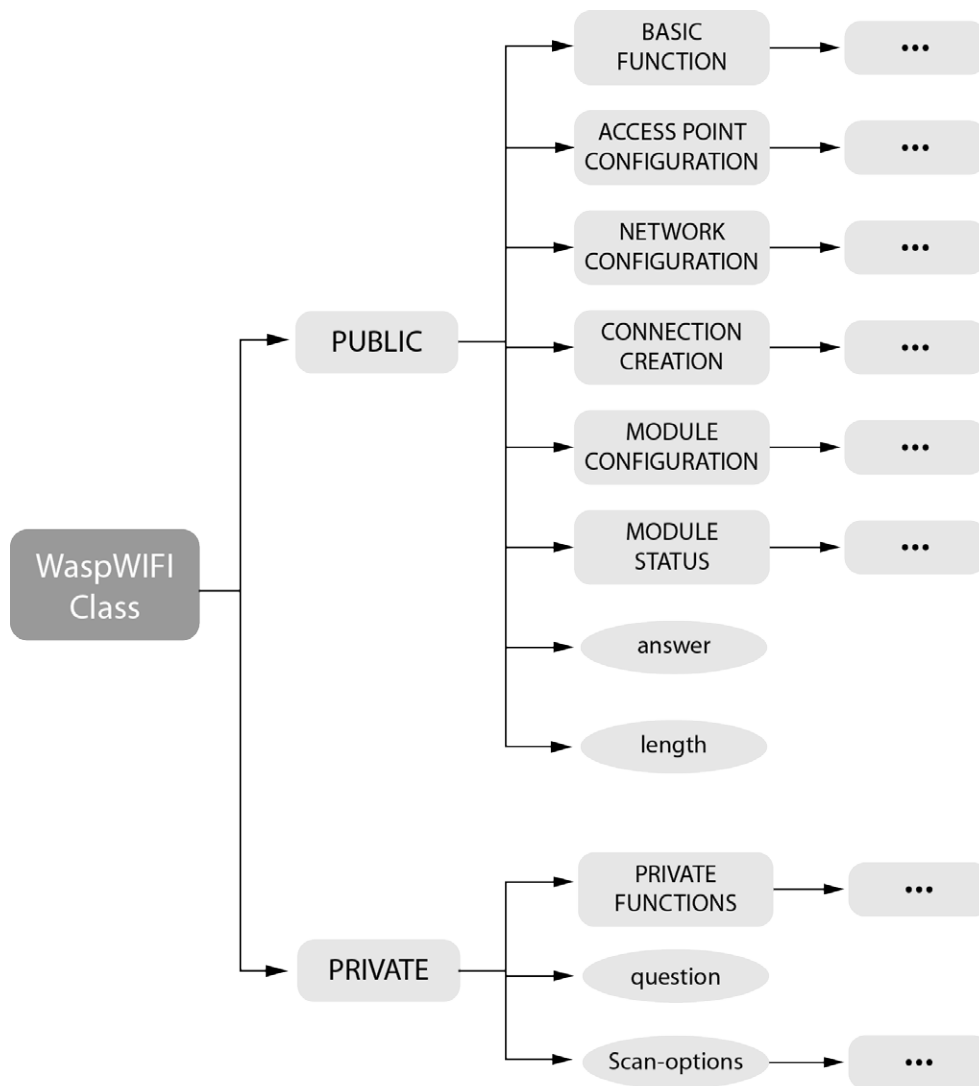 BASIC
FUNCTION
•••
ACCESS POINT
CONFIGURATION
•••
NETWORK
CONFIGURATION
•••
PUBLIC
CONNECTION
CREATION
•••
MODULE
CONFIGURATION
•••
WaspWIFI
Class
MODULE
STATUS
•••
answer
length
PRIVATE
FUNCTIONS
•••
PRIVATE
question
Scan-options
•••